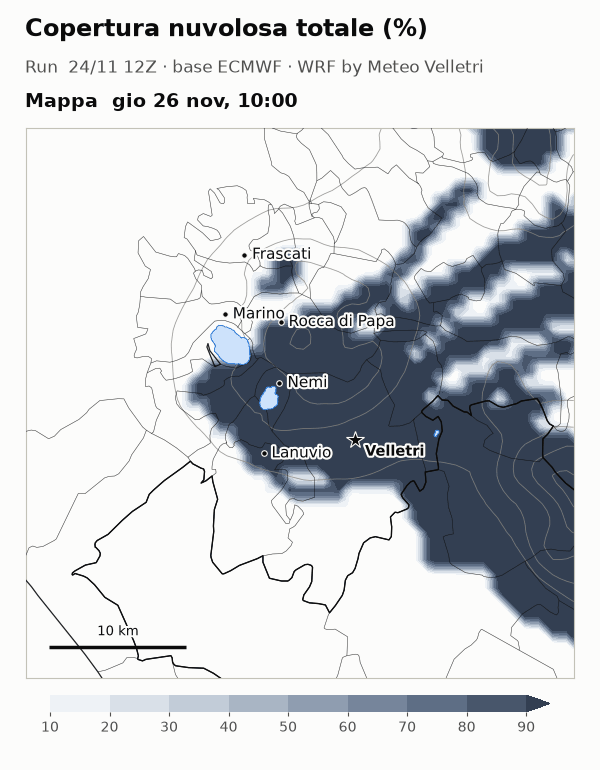 Copertura nuvolosa totale (%)
Run 24/11 12Z · base ECMWF · WRF by Meteo Velletri
Mappa gio 26 nov, 10:00
Frascati
Marino
Rocca di Papa
Nemi
Velletri
Lanuvio
10 km
10 20 30 40 50 60 70 80 90